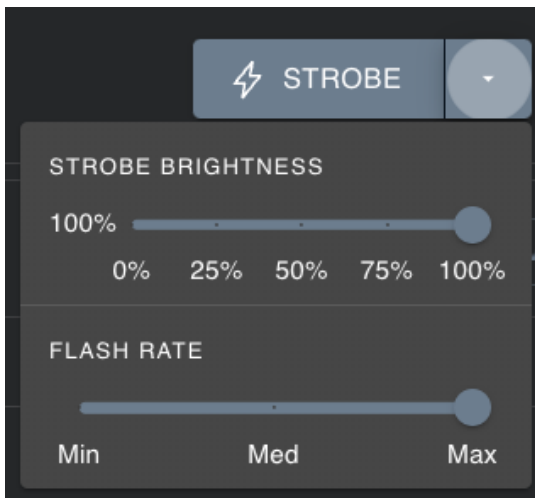 STROBE
STROBE BRIGHTNESS
100%
0% 25% 50% 75% 100%
FLASH RATE
Min Med Max